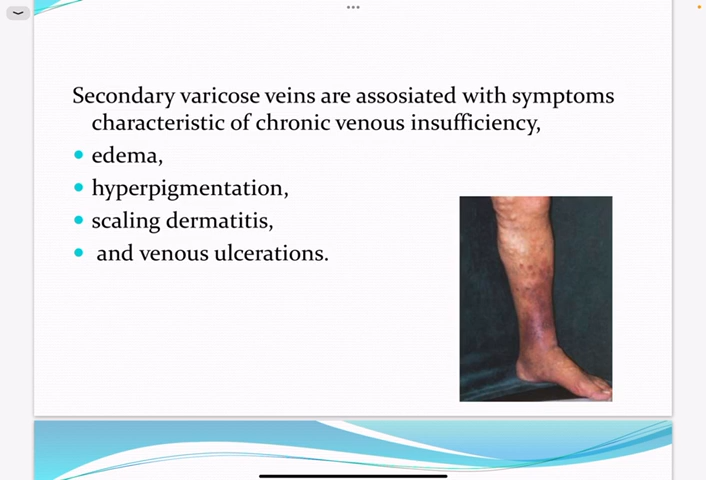 Secondary varicose veins are assosiated with symptoms
characteristic of chronic venous insufficiency,
edema,
hyperpigmentation,
scaling dermatitis,
and venous ulcerations.